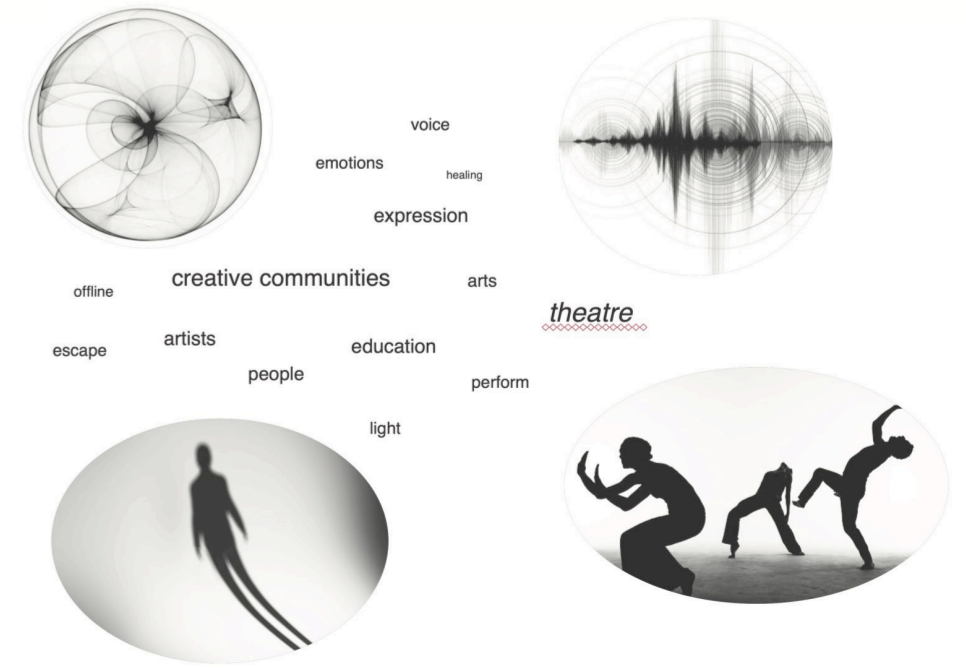 voice
emotions
healing
expression
creative communities
arts
offline
theatre
artists
education
escape
people
perform
light